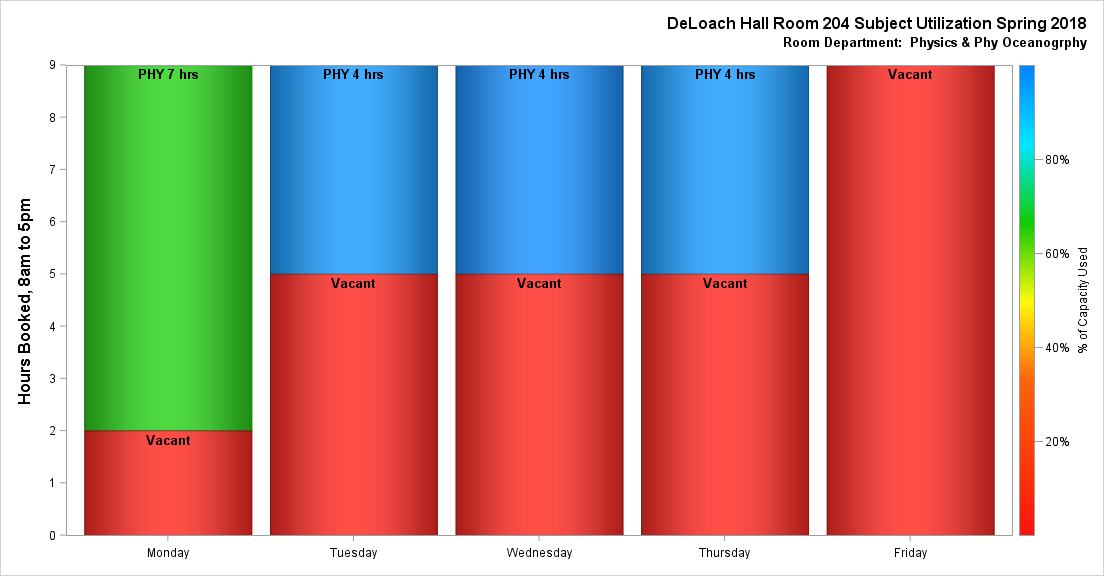 DeLoach Hall Room 204 Subject Utilization Spring 2018
Room Department: Physics & Phy Oceanogrphy
Hours Booked, 8am to 5pm
9
8
7
6
5
4
3
2
1
0
PHY 7 hrs
Vacant
PHY 4 hrs
Vacant
PHY 4 hrs
Vacant
PHY 4 hrs
Vacant
Vacant
Monday
Tuesday
Wednesday
Thursday
Friday
80%
60%
40%
20%
% of Capacity Used